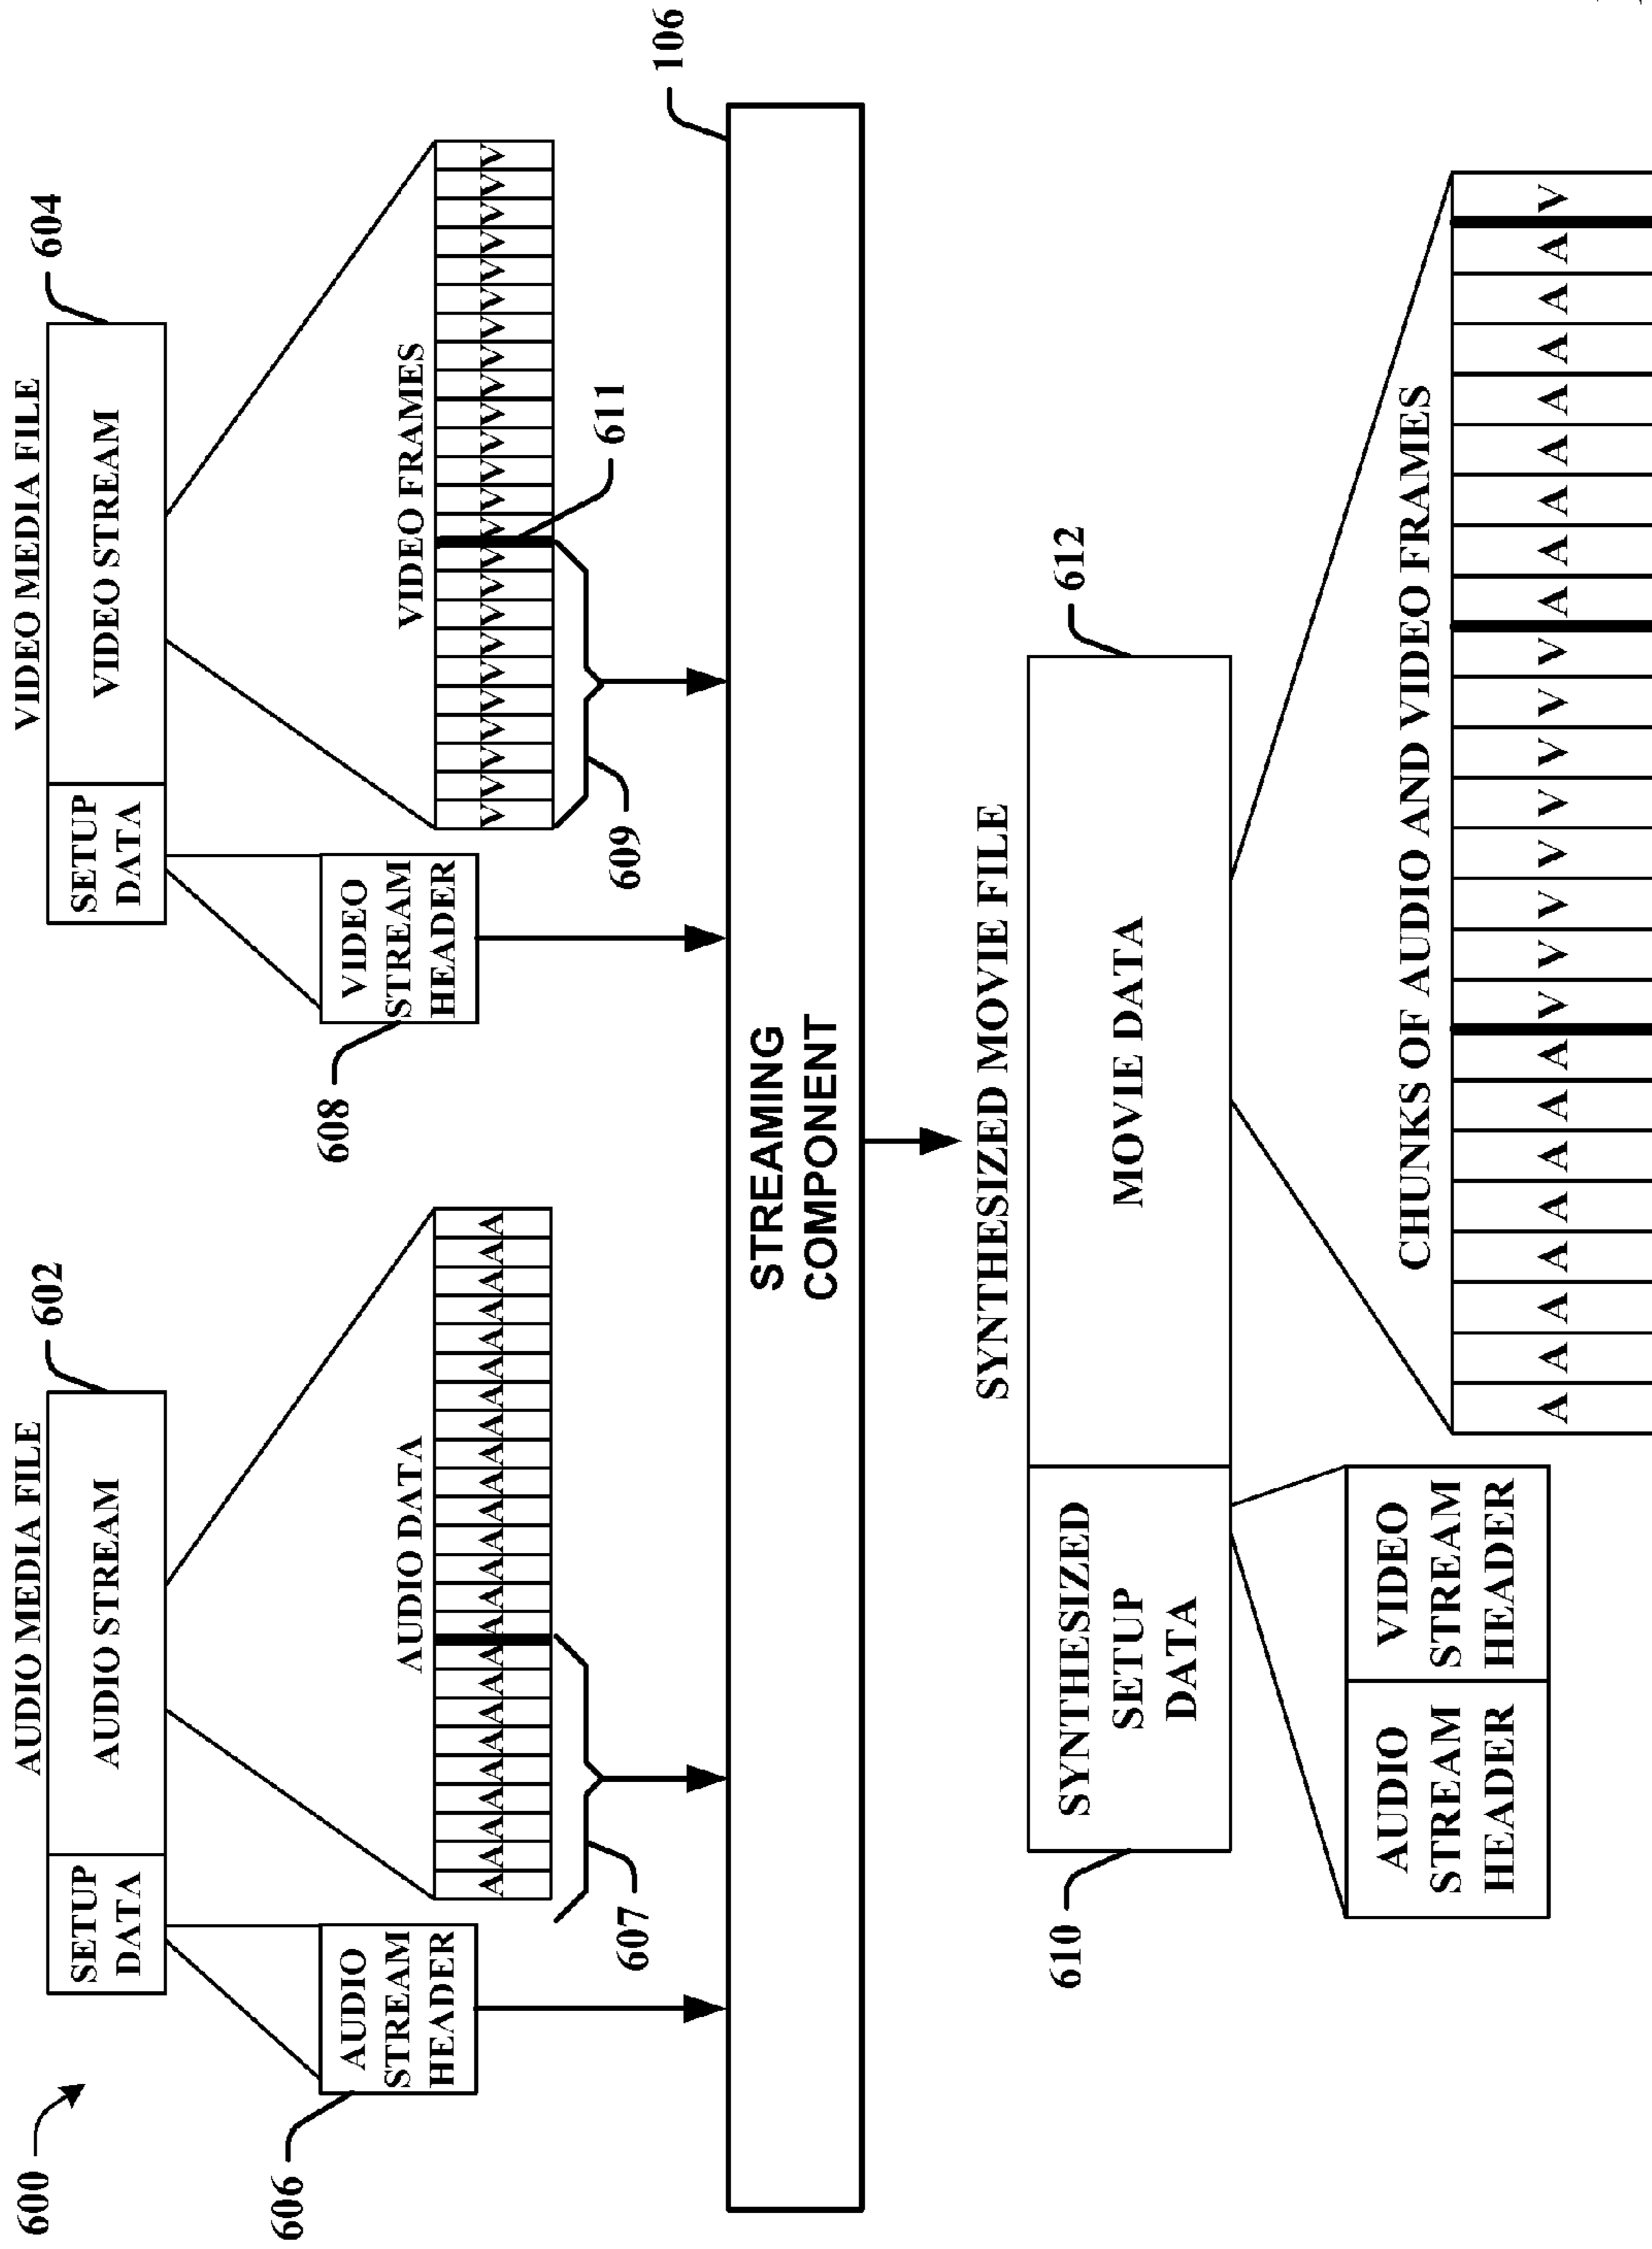 600
AUDIO MEDIA FILE
602
SETUP DATA
AUDIO STREAM
VIDEO MEDIA FILE
604
SETUP DATA
VIDEO STREAM
606
AUDIO
STREAM
HEADER
AUDIO DATA
A A A A A A A A A A A A A A A A A A A A A A A A
607
608
VIDEO
STREAM
HEADER
VIDEO FRAMES
V V V V V V V V V V V V V V V V V V V V V V V V
609
611
106
STREAMING
COMPONENT
SYNTHESIZED MOVIE FILE
610
SYNTHESIZED
SETUP
DATA
MOVIE DATA
612
AUDIO
STREAM
HEADER
VIDEO
STREAM
HEADER
CHUNKS OF AUDIO AND VIDEO FRAMES
A A A A A A A A V V V V V V V V A A A A A A A A V